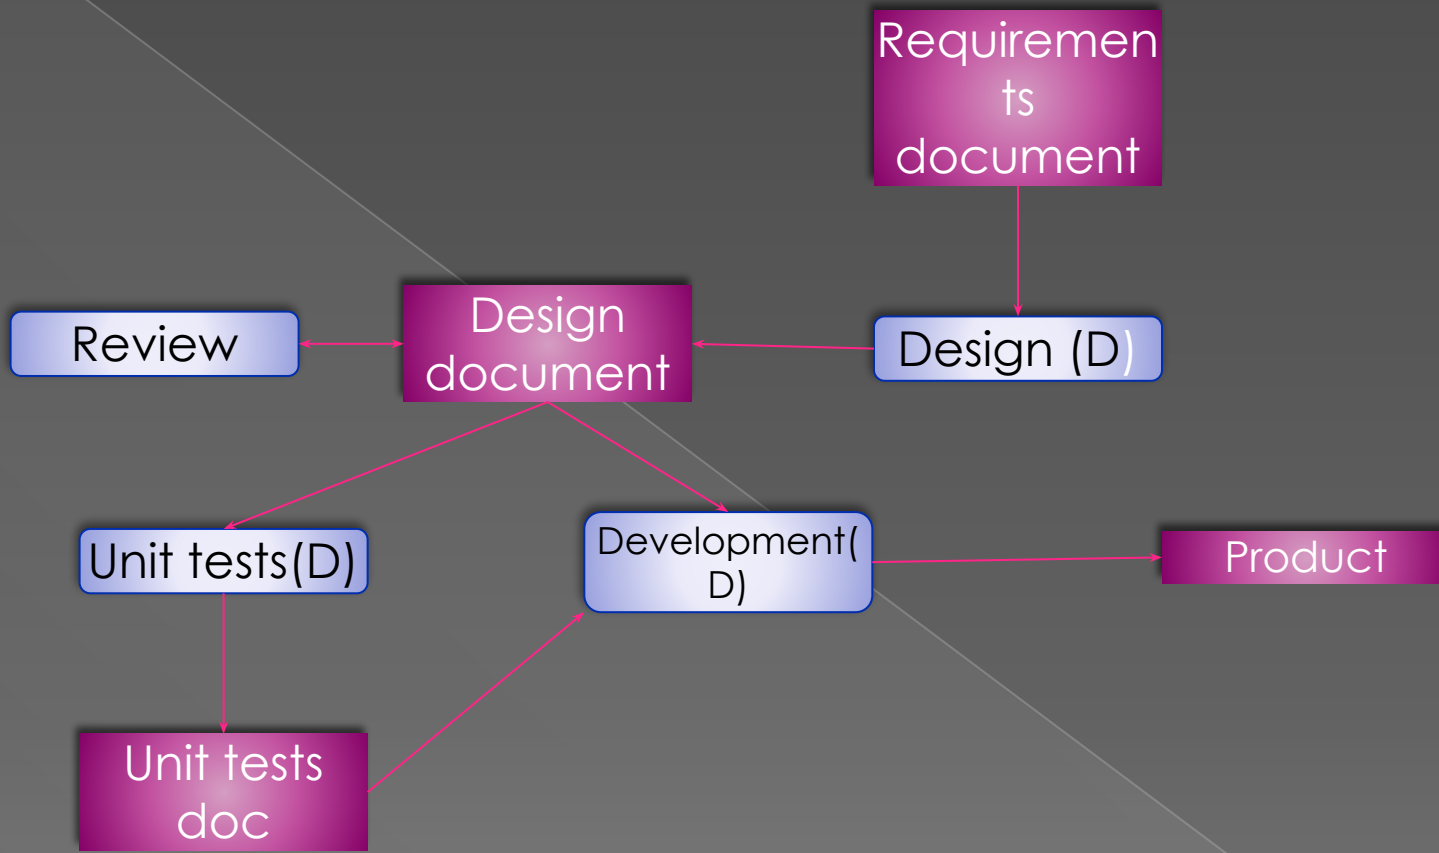 Requiremen
ts
document
Review
Design
document
Design (D)
Unit tests(D)
Development(
D)
Product
Unit tests
doc